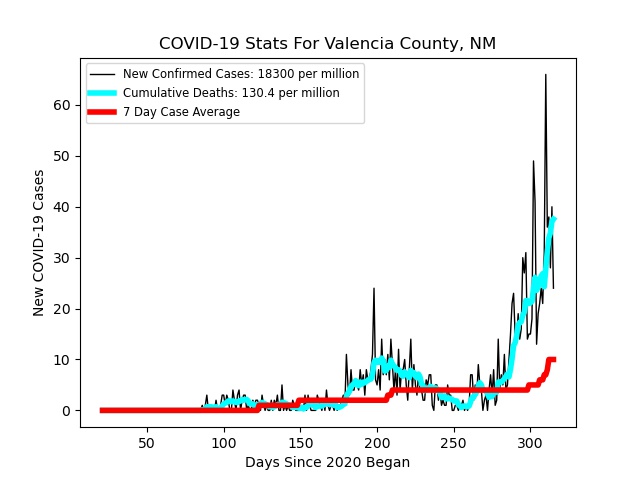 COVID-19 Stats For Valencia County, NM
New Confirmed Cases: 18300 per million
Cumulative Deaths: 130.4 per million
7 Day Case Average
New COVID-19 Cases
60
50
40
30
20
10
0
50 100 150 200 250 300
Days Since 2020 Began